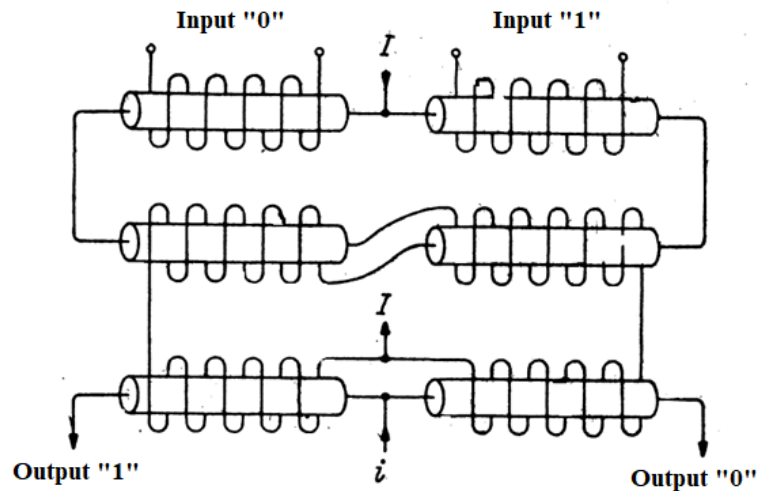 Input "0"
Input "1"
I
I
Output "1"
i
Output "0"